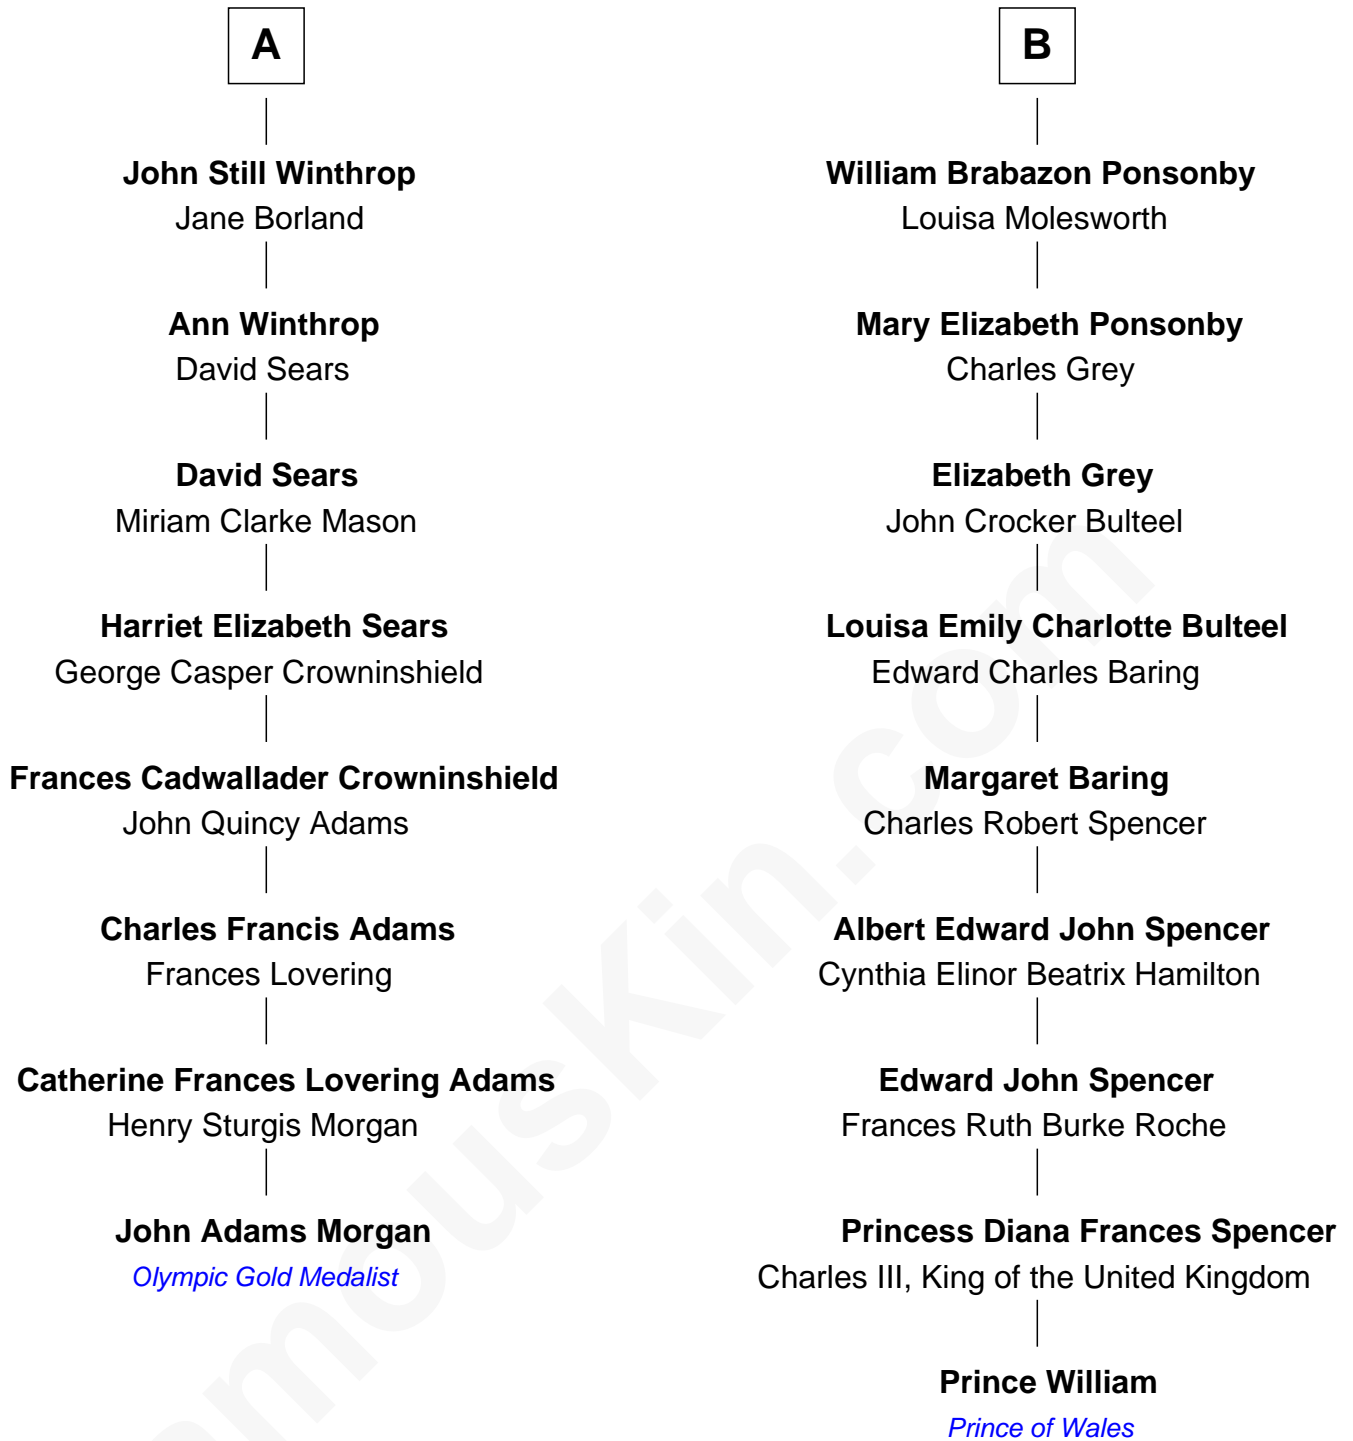 A
John Still Winthrop
Jane Borland
Ann Winthrop
David Sears
David Sears
Miriam Clarke Mason
Harriet Elizabeth Sears
George Casper Crowninshield
Frances Cadwallader Crowninshield
John Quincy Adams
Charles Francis Adams
Frances Lovering
Catherine Frances Lovering Adams
Henry Sturgis Morgan
John Adams Morgan
Olympic Gold Medalist
B
William Brabazon Ponsonby
Louisa Molesworth
Mary Elizabeth Ponsonby
Charles Grey
Elizabeth Grey
John Crocker Bulteel
Louisa Emily Charlotte Bulteel
Edward Charles Baring
Margaret Baring
Charles Robert Spencer
Albert Edward John Spencer
Cynthia Elinor Beatrix Hamilton
Edward John Spencer
Frances Ruth Burke Roche
Princess Diana Frances Spencer
Charles III, King of the United Kingdom
Prince William
Prince of Wales
amousKin.com